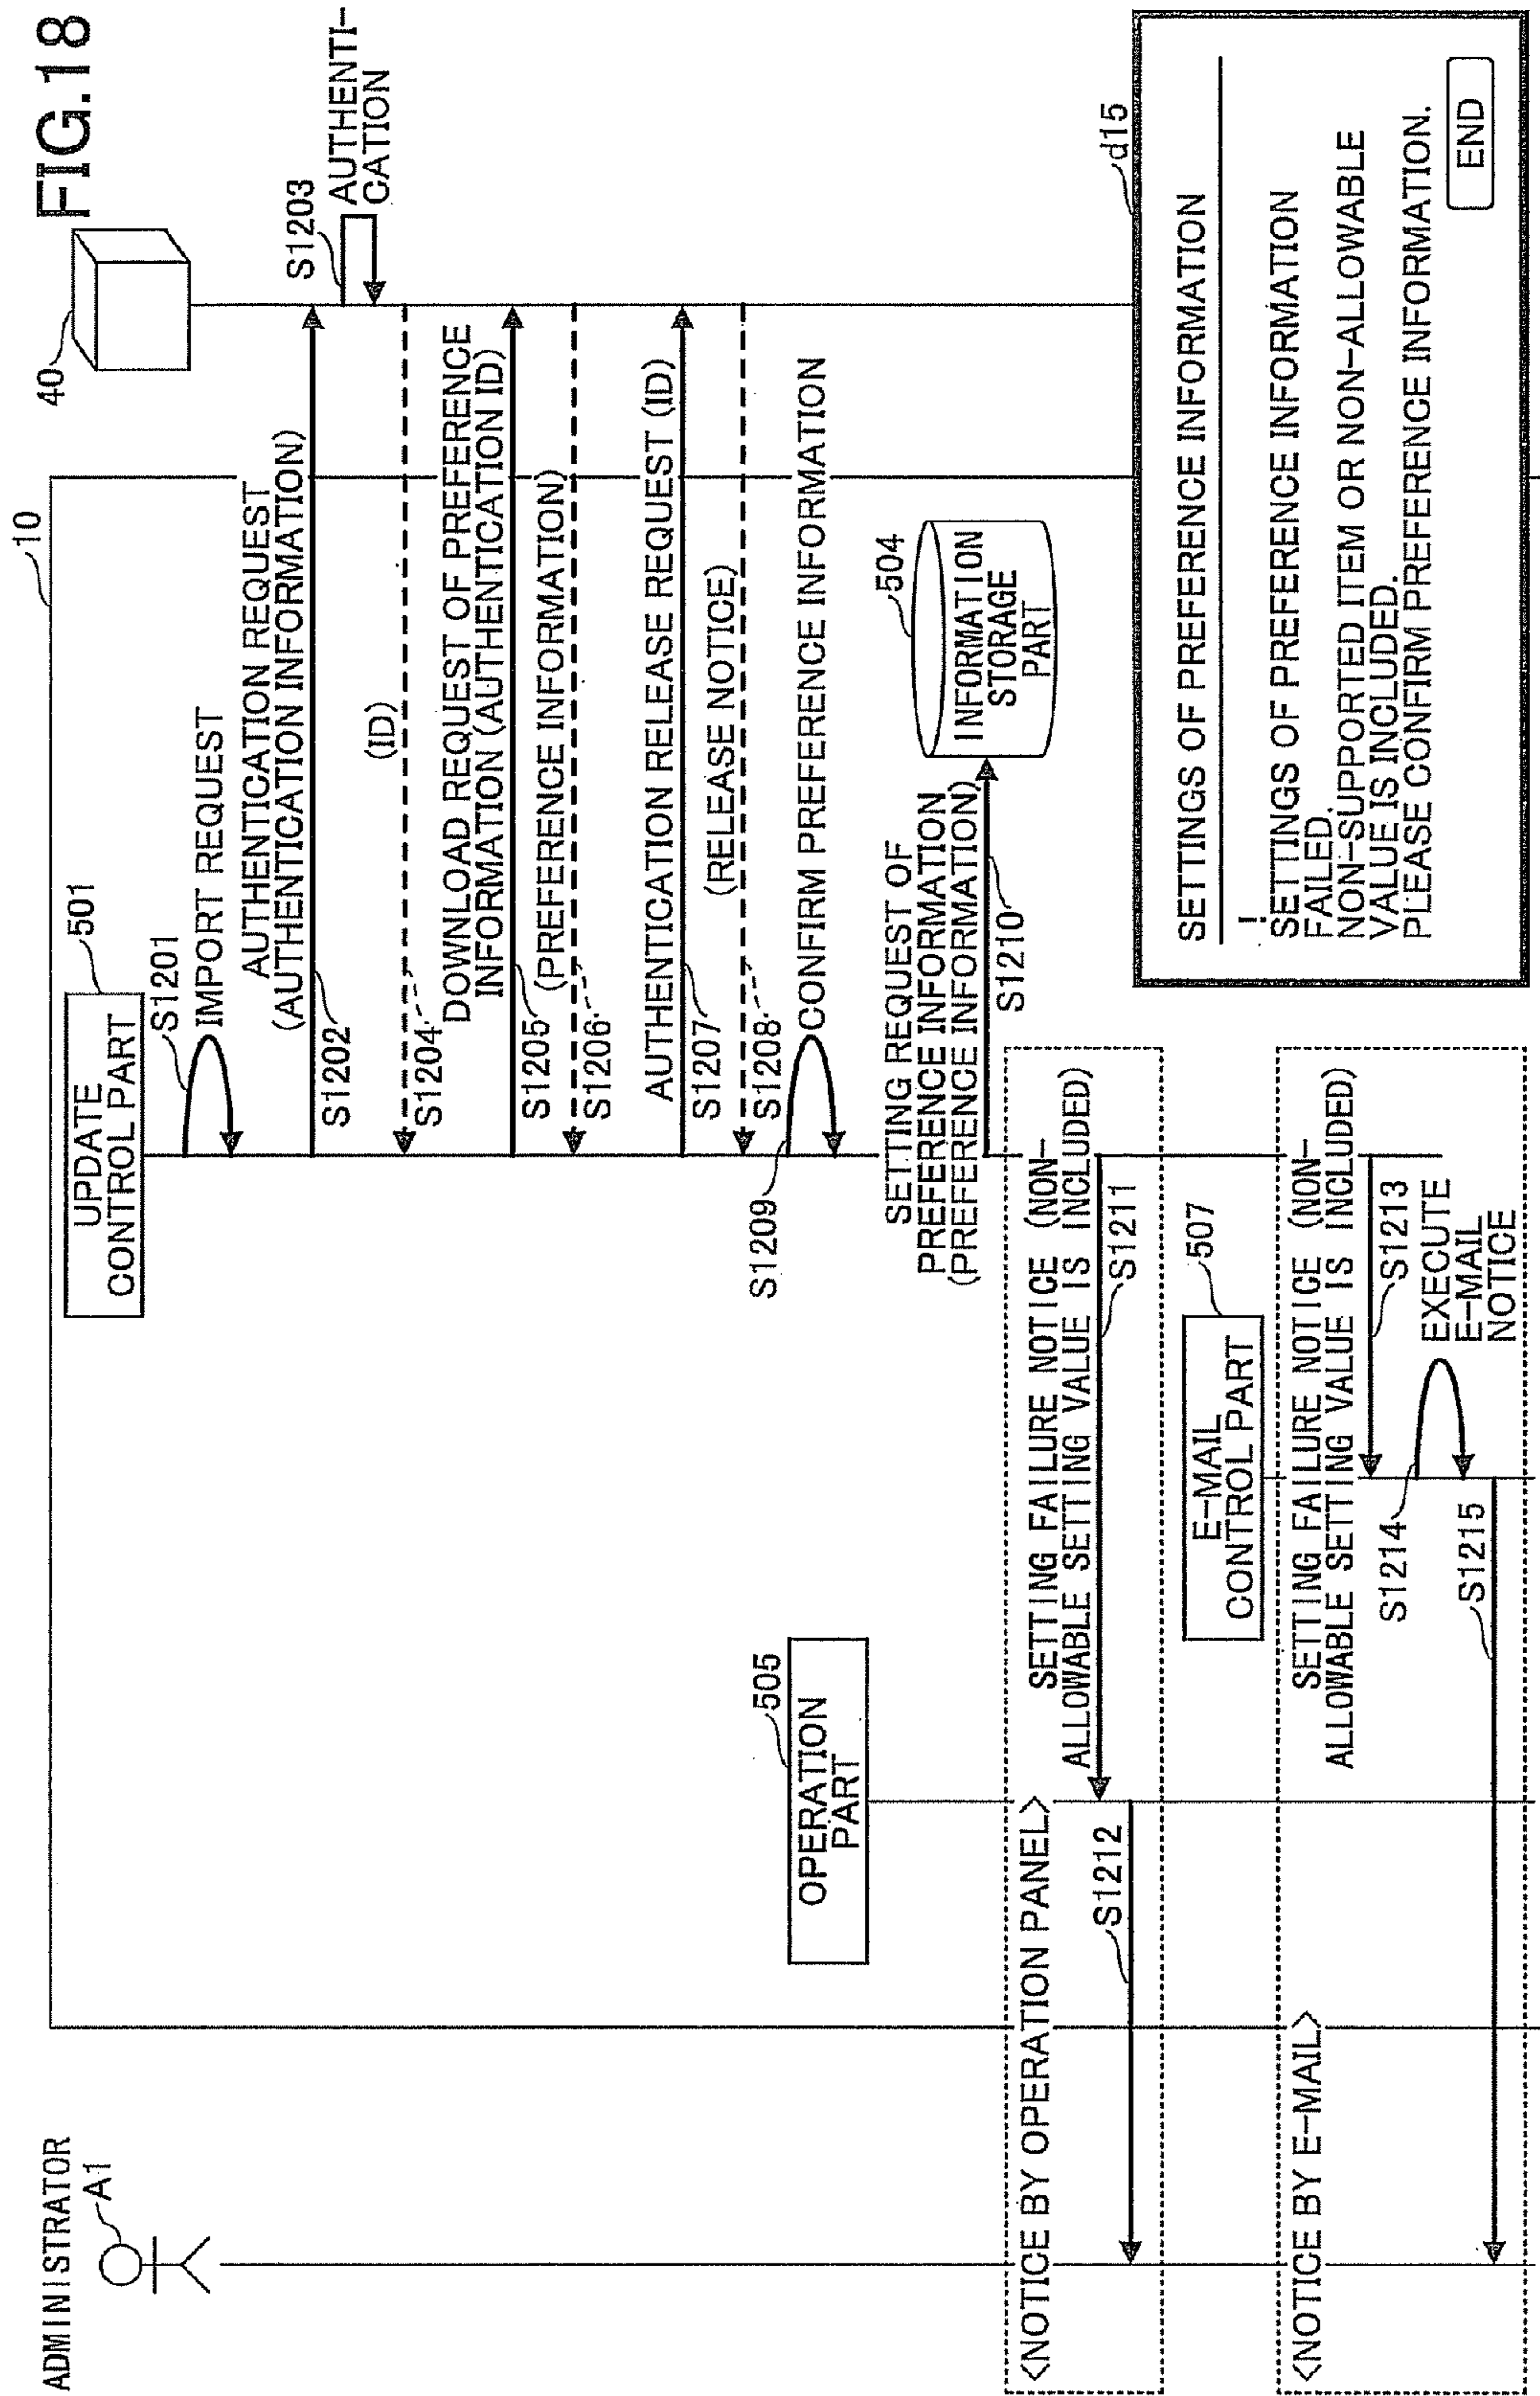 FIG.18
ADMINISTRATOR
A1
10
40
UPDATE
CONTROL PART
501
S1201
IMPORT REQUEST
AUTHENTICATION REQUEST
(AUTHENTICATION INFORMATION)
S1202
S1203
AUTHENTI-
CATION
(ID)
S1204
DOWNLOAD REQUEST OF PREFERENCE
INFORMATION (AUTHENTICATION ID)
S1205
(PREFERENCE INFORMATION)
S1206
AUTHENTICATION RELEASE REQUEST (ID)
S1207
(RELEASE NOTICE)
S1208
OPERATION
PART
505
S1209
CONFIRM PREFERENCE INFORMATION
SETTING REQUEST OF
PREFERENCE INFORMATION
(PREFERENCE INFORMATION)
S1210
504
INFORMATION
STORAGE
PART
<NOTICE BY OPERATION PANEL>
SETTING FAILURE NOTICE (NON-
ALLOWABLE SETTING VALUE IS INCLUDED)
S1211
S1212
E-MAIL
CONTROL PART
507
<NOTICE BY E-MAIL>
SETTING FAILURE NOTICE (NON-
ALLOWABLE SETTING VALUE IS INCLUDED)
S1213
S1214
EXECUTE
E-MAIL
NOTICE
S1215
d15
SETTINGS OF PREFERENCE INFORMATION
!
SETTINGS OF PREFERENCE INFORMATION
FAILED.
NON-SUPPORTED ITEM OR NON-ALLOWABLE
VALUE IS INCLUDED.
PLEASE CONFIRM PREFERENCE INFORMATION.
END